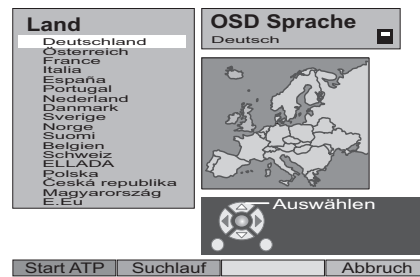 Land
Deutschland
Österreich
France
Italia
España
Portugal
Nederland
Danmark
Sverige
Norge
Suomi
Belgien
Schweiz
ELLADA
Polska
Česká republika
Magyarország
E.Eu
OSD Sprache
Deutsch
Auswählen
Start ATP
Suchlauf
Abbruch